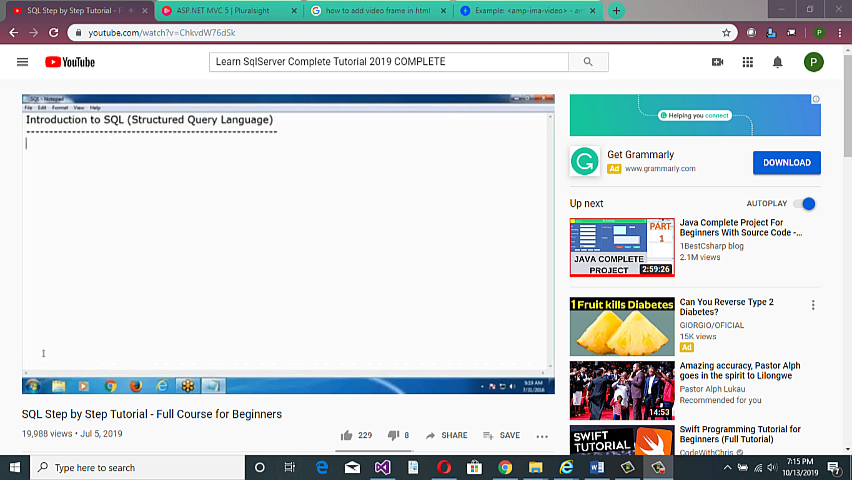 SQL Step by Step Tutorial - F
ASP.NET MVC 5 | Pluralsight
how to add video frame in html
Example: <amp-ima-video> - am
youtube.com/watch?v=ChkvdW76dSk
YouTube
Learn SqlServer Complete Tutorial 2019 COMPLETE
P
SQL - Notepad
File Edit Format View Help
Introduction to SQL (Structured Query Language)
------------------------------------------------------------
9:19 AM
7/31/2016
SQL Step by Step Tutorial - Full Course for Beginners
19,988 views • Jul 5, 2019
229
8
SHARE
SAVE
Helping you connect
Get Grammarly
Ad www.grammarly.com
DOWNLOAD
Up next
AUTOPLAY
PART
1
JAVA COMPLETE
PROJECT
2:59:26
Java Complete Project For
Beginners With Source Code -...
1BestCsharp blog
2.1M views
1 Fruit kills Diabetes
Can You Reverse Type 2
Diabetes?
GIORGIO/OFICIAL
15K views
Ad
14:53
Amazing accuracy, Pastor Alph
goes in the spirit to Lilongwe
Pastor Alph Lukau
Recommended for you
SWIFT
TUTORIAL
Swift Programming Tutorial for
Beginners (Full Tutorial)
CodeWithChris
Type here to search
7:15 PM
10/13/2019